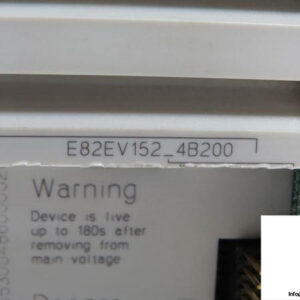 E82EV152_4B200
Warning
Device is live
up to 180s after
removing from
main voltage